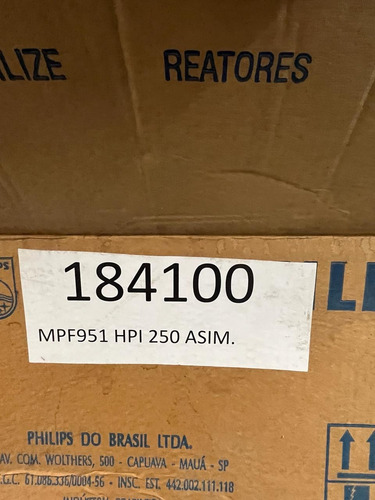 REATORES
184100
MPF951 HPI 250 ASIM.
PHILIPS DO BRASIL LTDA.
AV. COM. WOLTHERS, 500 - CAPUAVA - MAUÁ - SP
C.G.C. 61.086.336/0004-56 - INSC. EST. 442.002.111.118